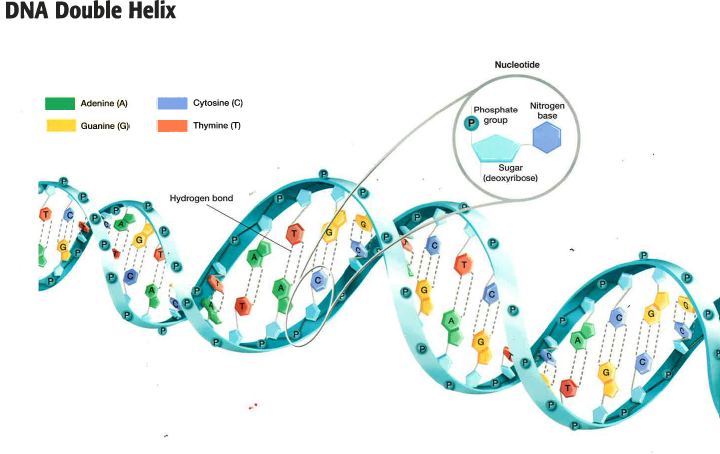 DNA Double Helix
Nucleotide
Adenine (A)
Cytosine (C)
Guanine (G)
Thymine (T)
Phosphate
group
Nitrogen
base
P
Sugar
(deoxyribose)
Hydrogen bond
P P P P P P P P
T C G
A G T C A C
P P P P P P P P
A T T A G C G
P P P P P P P P
C T G C A G T
P P P P P P P P
A C G T G C G C